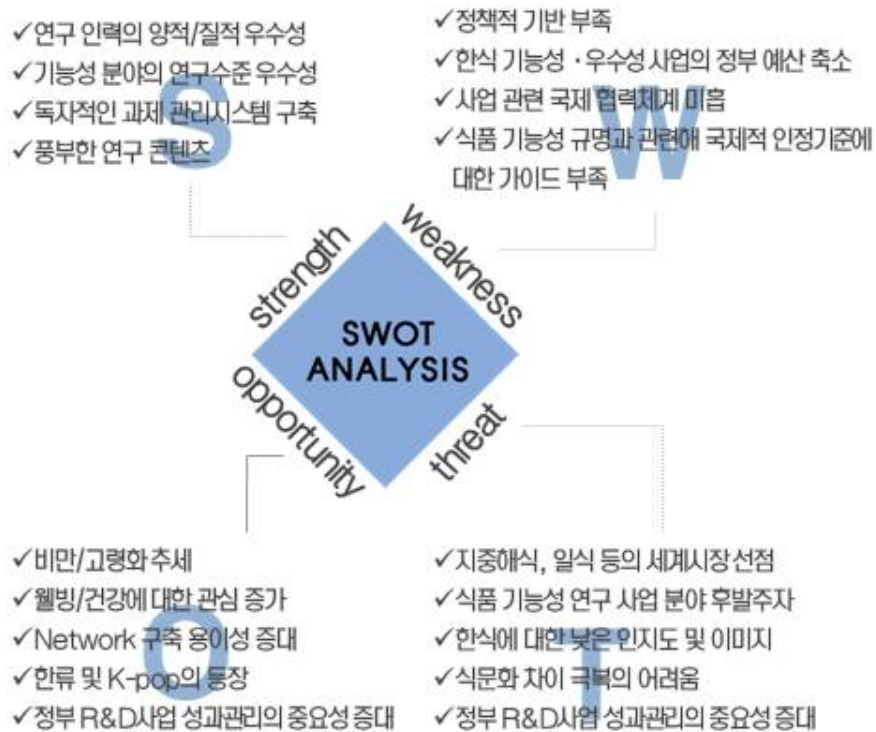 ✓연구 인력의 양적/질적 우수성
✓기능성 분야의 연구수준 우수성
✓독자적인 과제 관리시스템 구축
✓풍부한 연구 콘텐츠
S
✓정책적 기반 부족
✓한식 기능성 · 우수성 사업의 정부 예산 축소
✓사업 관련 국제 협력체계 미흡
✓식품 기능성 규명과 관련애 국제적 인정기준에
대한 가이드 부족
W
strength
weakness
SWOT
ANALYSIS
opportunity
threat
✓비만/고령화 추세
✓웰빙/건강에 대한 관심 증가
✓Network 구축 용이성 증대
✓한류 및 K-pop의 등장
✓정부 R&D사업 성과관리의 중요성 증대
O
✓지중해식, 일식 등의 세계시장 선점
✓식품 기능성 연구 사업 분야 후발주자
✓한식에 대한 낮은 인지도 및 이미지
✓식문화 차이 극복의 어려움
✓정부 R&D사업 성과관리의 중요성 증대
T